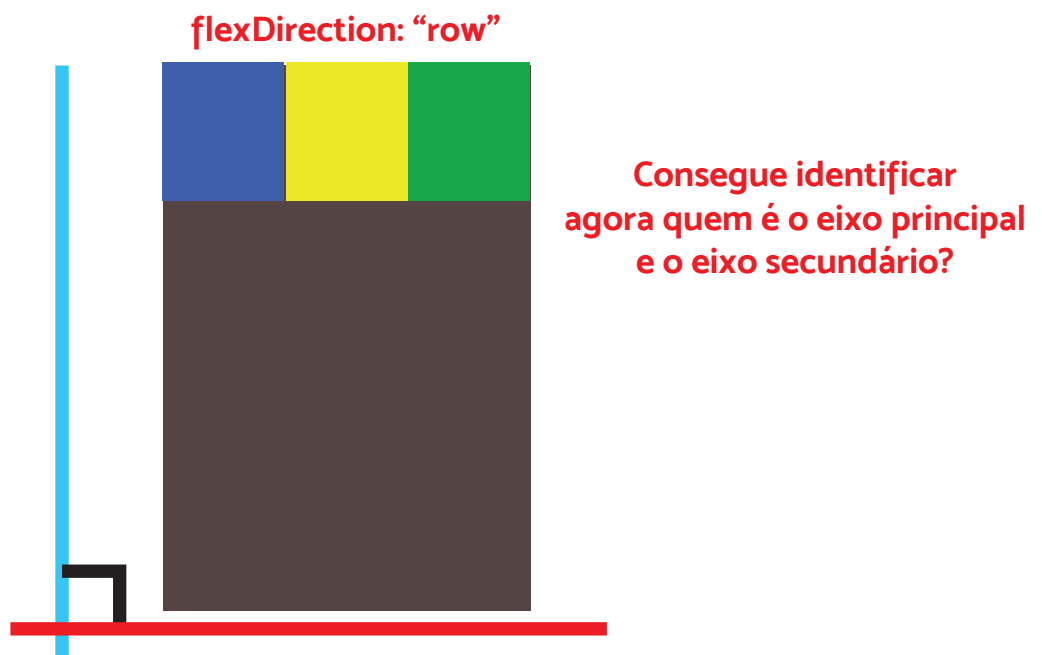 flexDirection: “row”
Consegue identificar
agora quem é o eixo principal
e o eixo secundário?